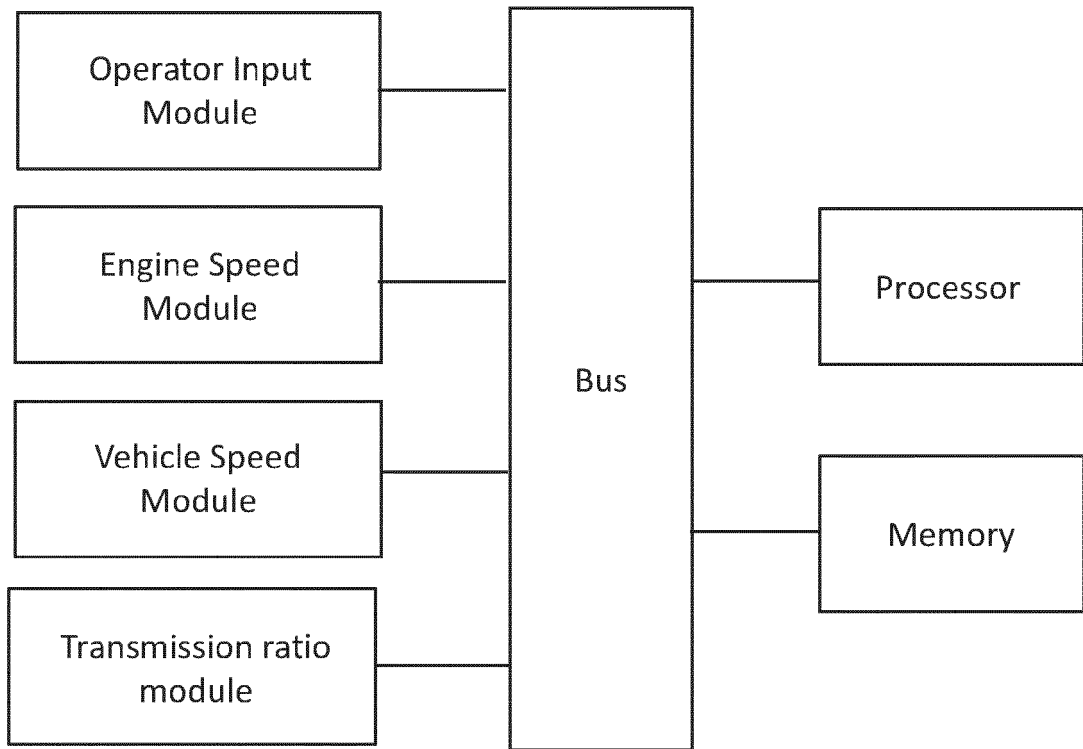 Operator Input
Module
Engine Speed
Module
Vehicle Speed
Module
Transmission ratio
module
Bus
Processor
Memory